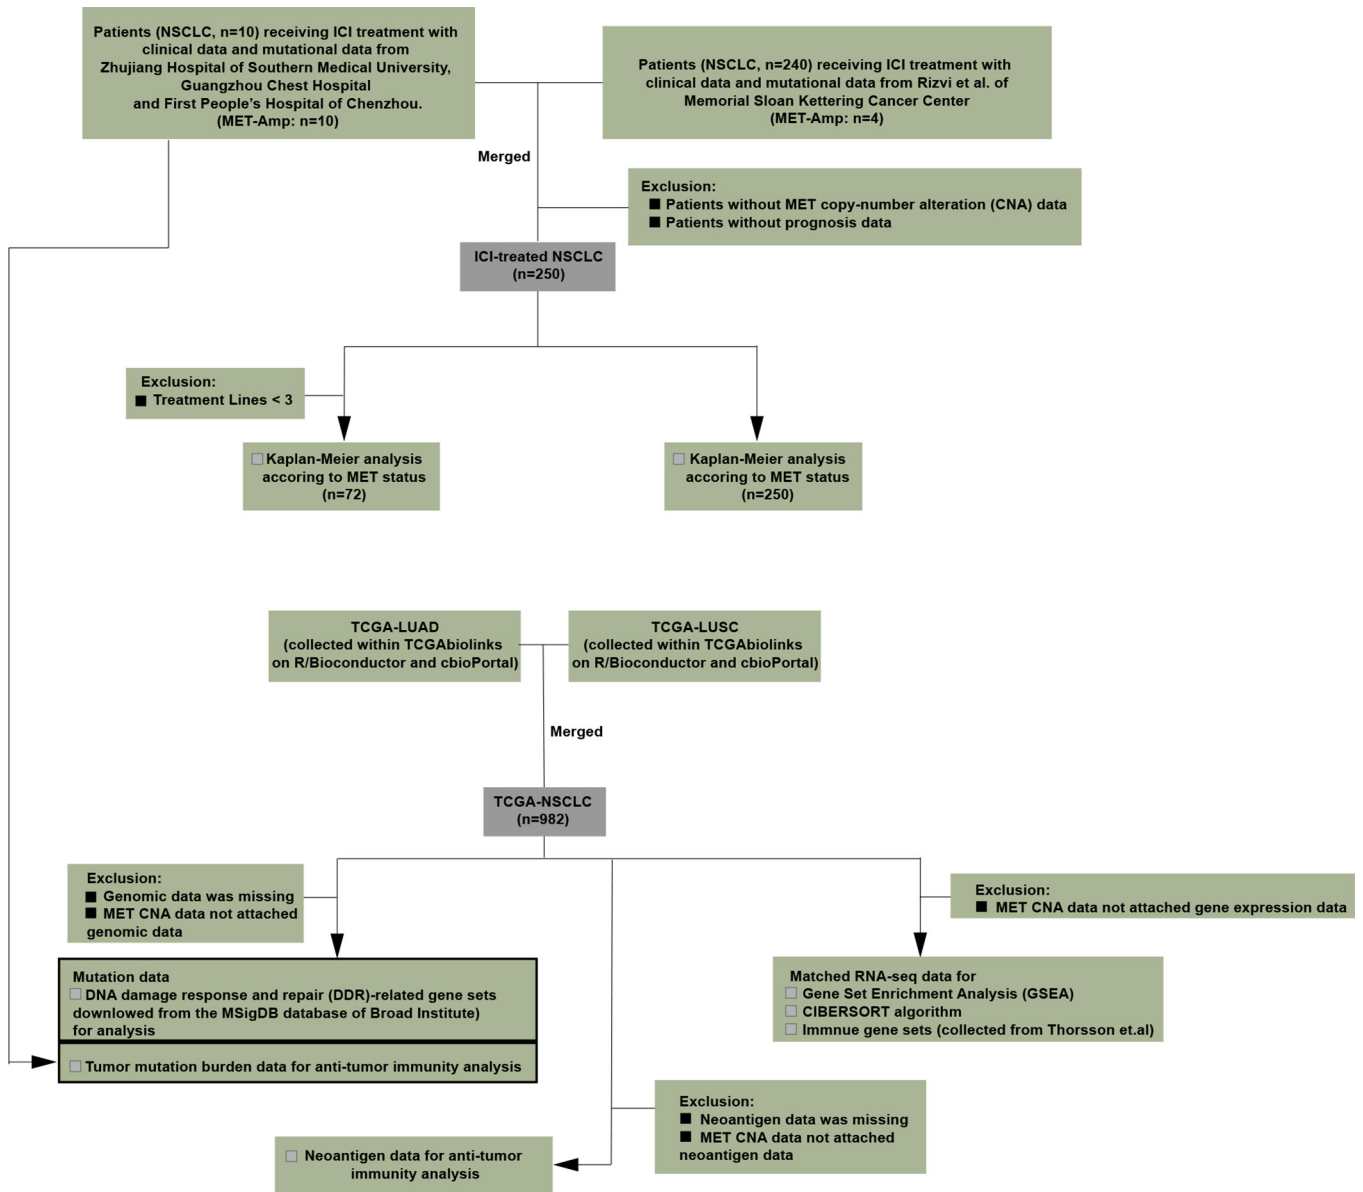 Patients (NSCLC, n=10) receiving ICI treatment with
clinical data and mutational data from
Zhujiang Hospital of Southern Medical University,
Guangzhou Chest Hospital
and First People's Hospital of Chenzhou.
(MET-Amp: n=10)
Patients (NSCLC, n=240) receiving ICI treatment with
clinical data and mutational data from Rizvi et al. of
Memorial Sloan Kettering Cancer Center
(MET-Amp: n=4)
Merged
Exclusion:
Patients without MET copy-number alteration (CNA) data
Patients without prognosis data
ICI-treated NSCLC
(n=250)
Exclusion:
Treatment Lines < 3
Kaplan-Meier analysis
accoring to MET status
(n=72)
Kaplan-Meier analysis
accoring to MET status
(n=250)
TCGA-LUAD
(collected within TCGAbiolinks
on R/Bioconductor and cbioPortal)
TCGA-LUSC
(collected within TCGAbiolinks
on R/Bioconductor and cbioPortal)
Merged
TCGA-NSCLC
(n=982)
Exclusion:
Genomic data was missing
MET CNA data not attached
genomic data
Exclusion:
MET CNA data not attached gene expression data
Mutation data
DNA damage response and repair (DDR)-related gene sets
downlowed from the MSigDB database of Broad Institute)
for analysis
Tumor mutation burden data for anti-tumor immunity analysis
Matched RNA-seq data for
Gene Set Enrichment Analysis (GSEA)
CIBERSORT algorithm
Immnue gene sets (collected from Thorsson et.al)
Exclusion:
Neoantigen data was missing
MET CNA data not attached
neoantigen data
Neoantigen data for anti-tumor
immunity analysis